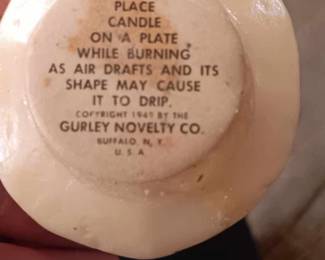 PLACE
CANDLE
ON A PLATE
WHILE BURNING
AS AIR DRAFTS AND ITS
SHAPE MAY CAUSE
IT TO DRIP.
COPYRIGHT 1949 BY THE
GURLEY NOVELTY CO.
BUFFALO, N. Y.
U. S. A